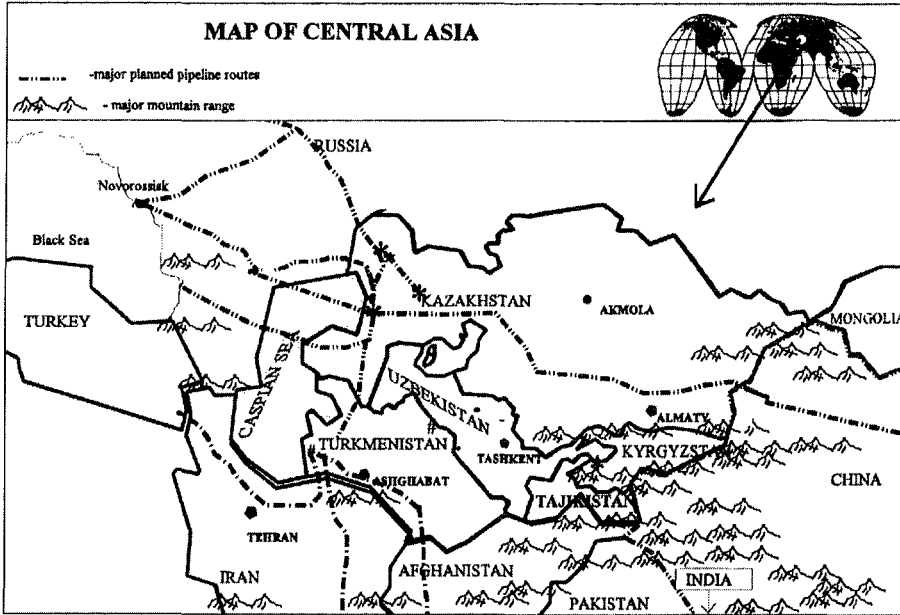 MAP OF CENTRAL ASIA
-major planned pipeline routes
- major mountain range
RUSSIA
Novorossisk
Black Sea
KAZAKHSTAN
AKMOLA
TURKEY
MONGOLIA
CASPIAN SEA
UZBEKISTAN
ALMATY
TURKMENISTAN
TASHKENT
KYRGYZSTAN
ASHGHABAT
CHINA
TAJIKISTAN
TEHRAN
AFGHANISTAN
IRAN
INDIA
PAKISTAN